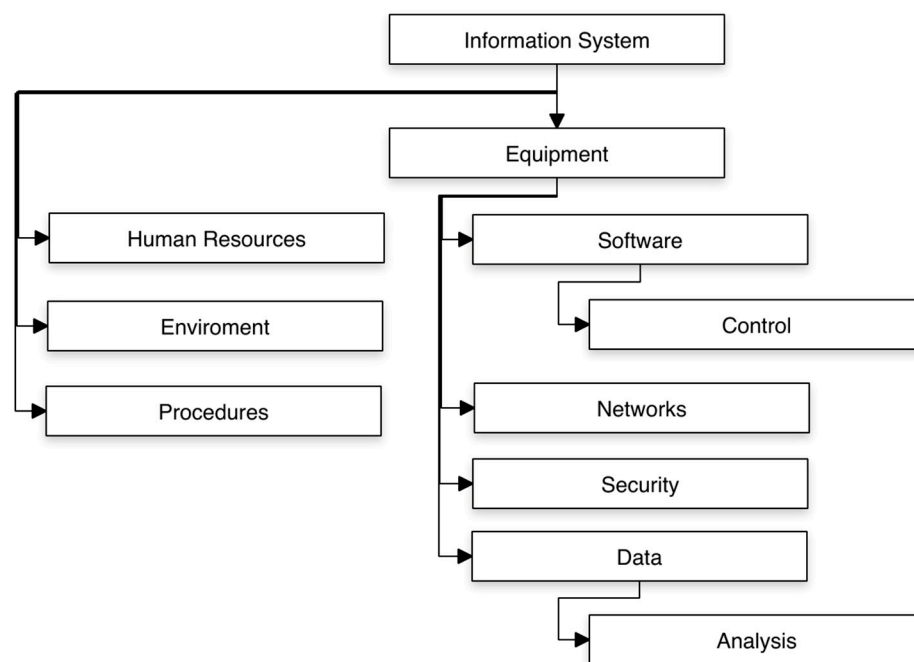 Information System
Equipment
Human Resources
Software
Enviroment
Control
Procedures
Networks
Security
Data
Analysis